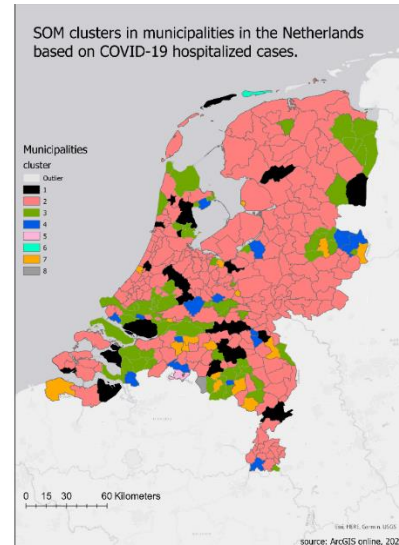 SOM clusters in municipalities in the Netherlands
based on COVID-19 hospitalized cases.
Municipalities
cluster
Outlier
1
2
3
4
5
6
7
8
0 15 30 60 Kilometers
Esri, HERE, Garmin, USGS
source: ArcGIS online, 202